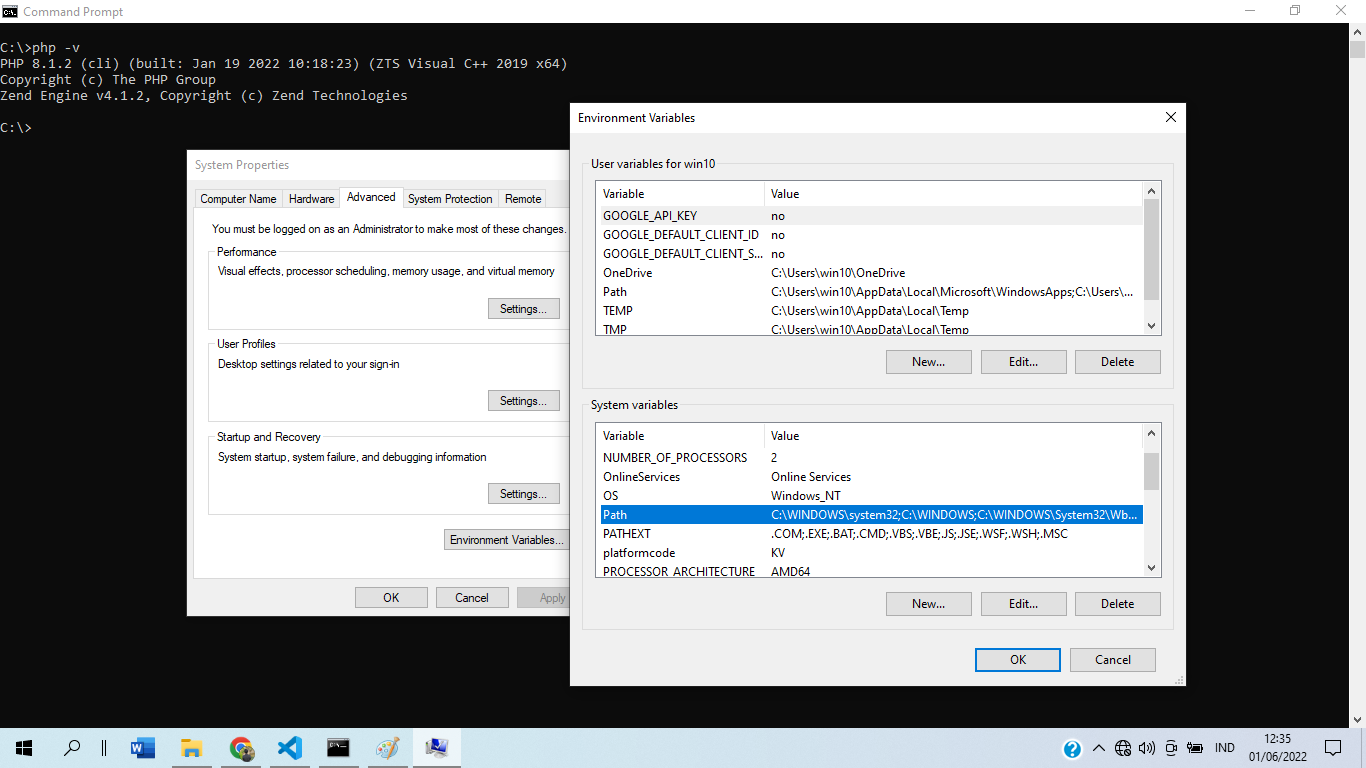 Command Prompt
C:\>php -v
PHP 8.1.2 (cli) (built: Jan 19 2022 10:18:23) (ZTS Visual C++ 2019 x64)
Copyright (c) The PHP Group
Zend Engine v4.1.2, Copyright (c) Zend Technologies
C:\>
System Properties
Computer Name Hardware Advanced System Protection Remote
You must be logged on as an Administrator to make most of these changes.
Performance
Visual effects, processor scheduling, memory usage, and virtual memory
Settings...
User Profiles
Desktop settings related to your sign-in
Settings...
Startup and Recovery
System startup, system failure, and debugging information
Settings...
Environment Variables...
OK Cancel Apply
Environment Variables
User variables for win10
Variable Value
GOOGLE_API_KEY no
GOOGLE_DEFAULT_CLIENT_ID no
GOOGLE_DEFAULT_CLIENT_S... no
OneDrive C:\Users\win10\OneDrive
Path C:\Users\win10\AppData\Local\Microsoft\WindowsApps;C:\Users\...
TEMP C:\Users\win10\AppData\Local\Temp
TMP C:\Users\win10\AppData\Local\Temp
New... Edit... Delete
System variables
Variable Value
NUMBER_OF_PROCESSORS 2
OnlineServices Online Services
OS Windows_NT
Path C:\WINDOWS\system32;C:\WINDOWS;C:\WINDOWS\System32\Wb...
PATHEXT .COM;.EXE;.BAT;.CMD;.VBS;.VBE;.JS;.JSE;.WSF;.WSH;.MSC
platformcode KV
PROCESSOR_ARCHITECTURE AMD64
New... Edit... Delete
OK Cancel
IND
12:35
01/06/2022